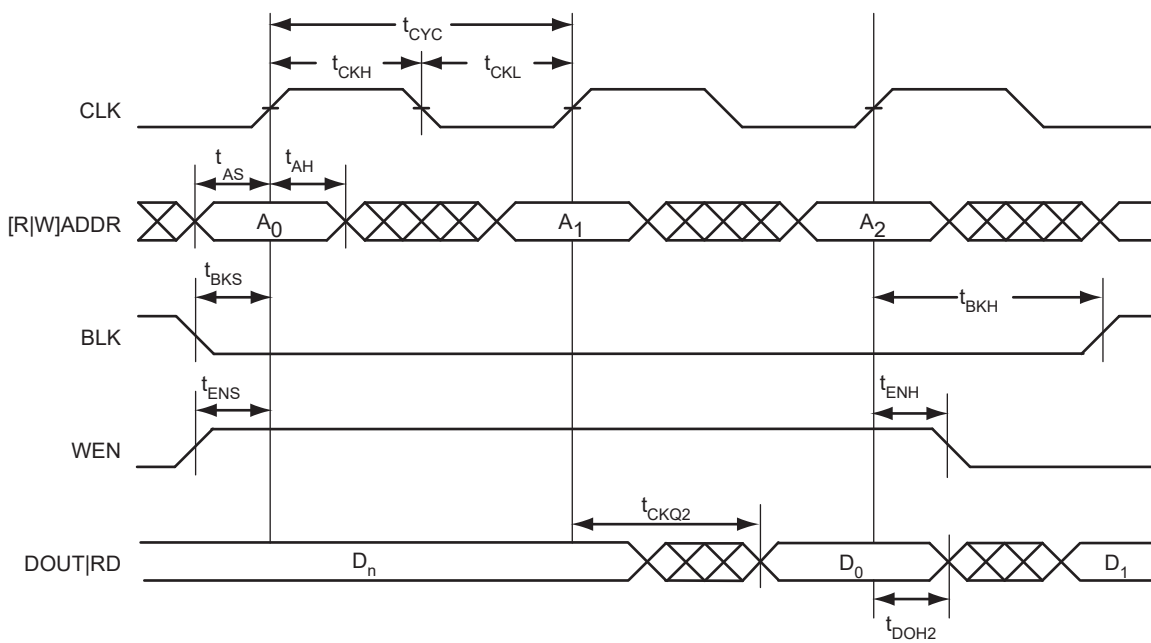 tCYC
tCKH
tCKL
CLK
tAS
tAH
[R|W]ADDR
A0
A1
A2
tBKS
tBKH
BLK
tENS
tENH
WEN
tCKQ2
DOUT|RD
Dn
D0
D1
tDOH2